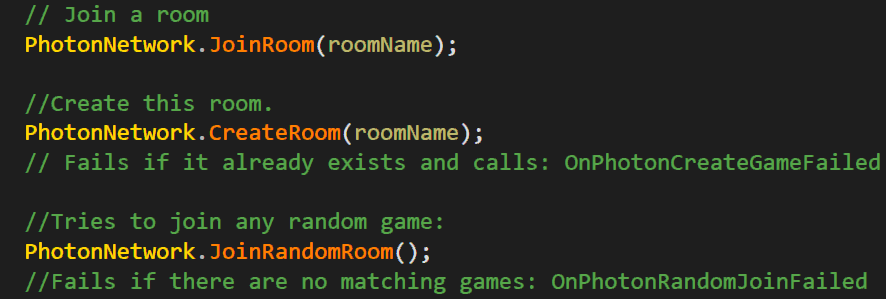 // Join a room
PhotonNetwork.JoinRoom(roomName);
//Create this room.
PhotonNetwork.CreateRoom(roomName);
// Fails if it already exists and calls: OnPhotonCreateGameFailed
//Tries to join any random game:
PhotonNetwork.JoinRandomRoom();
//Fails if there are no matching games: OnPhotonRandomJoinFailed